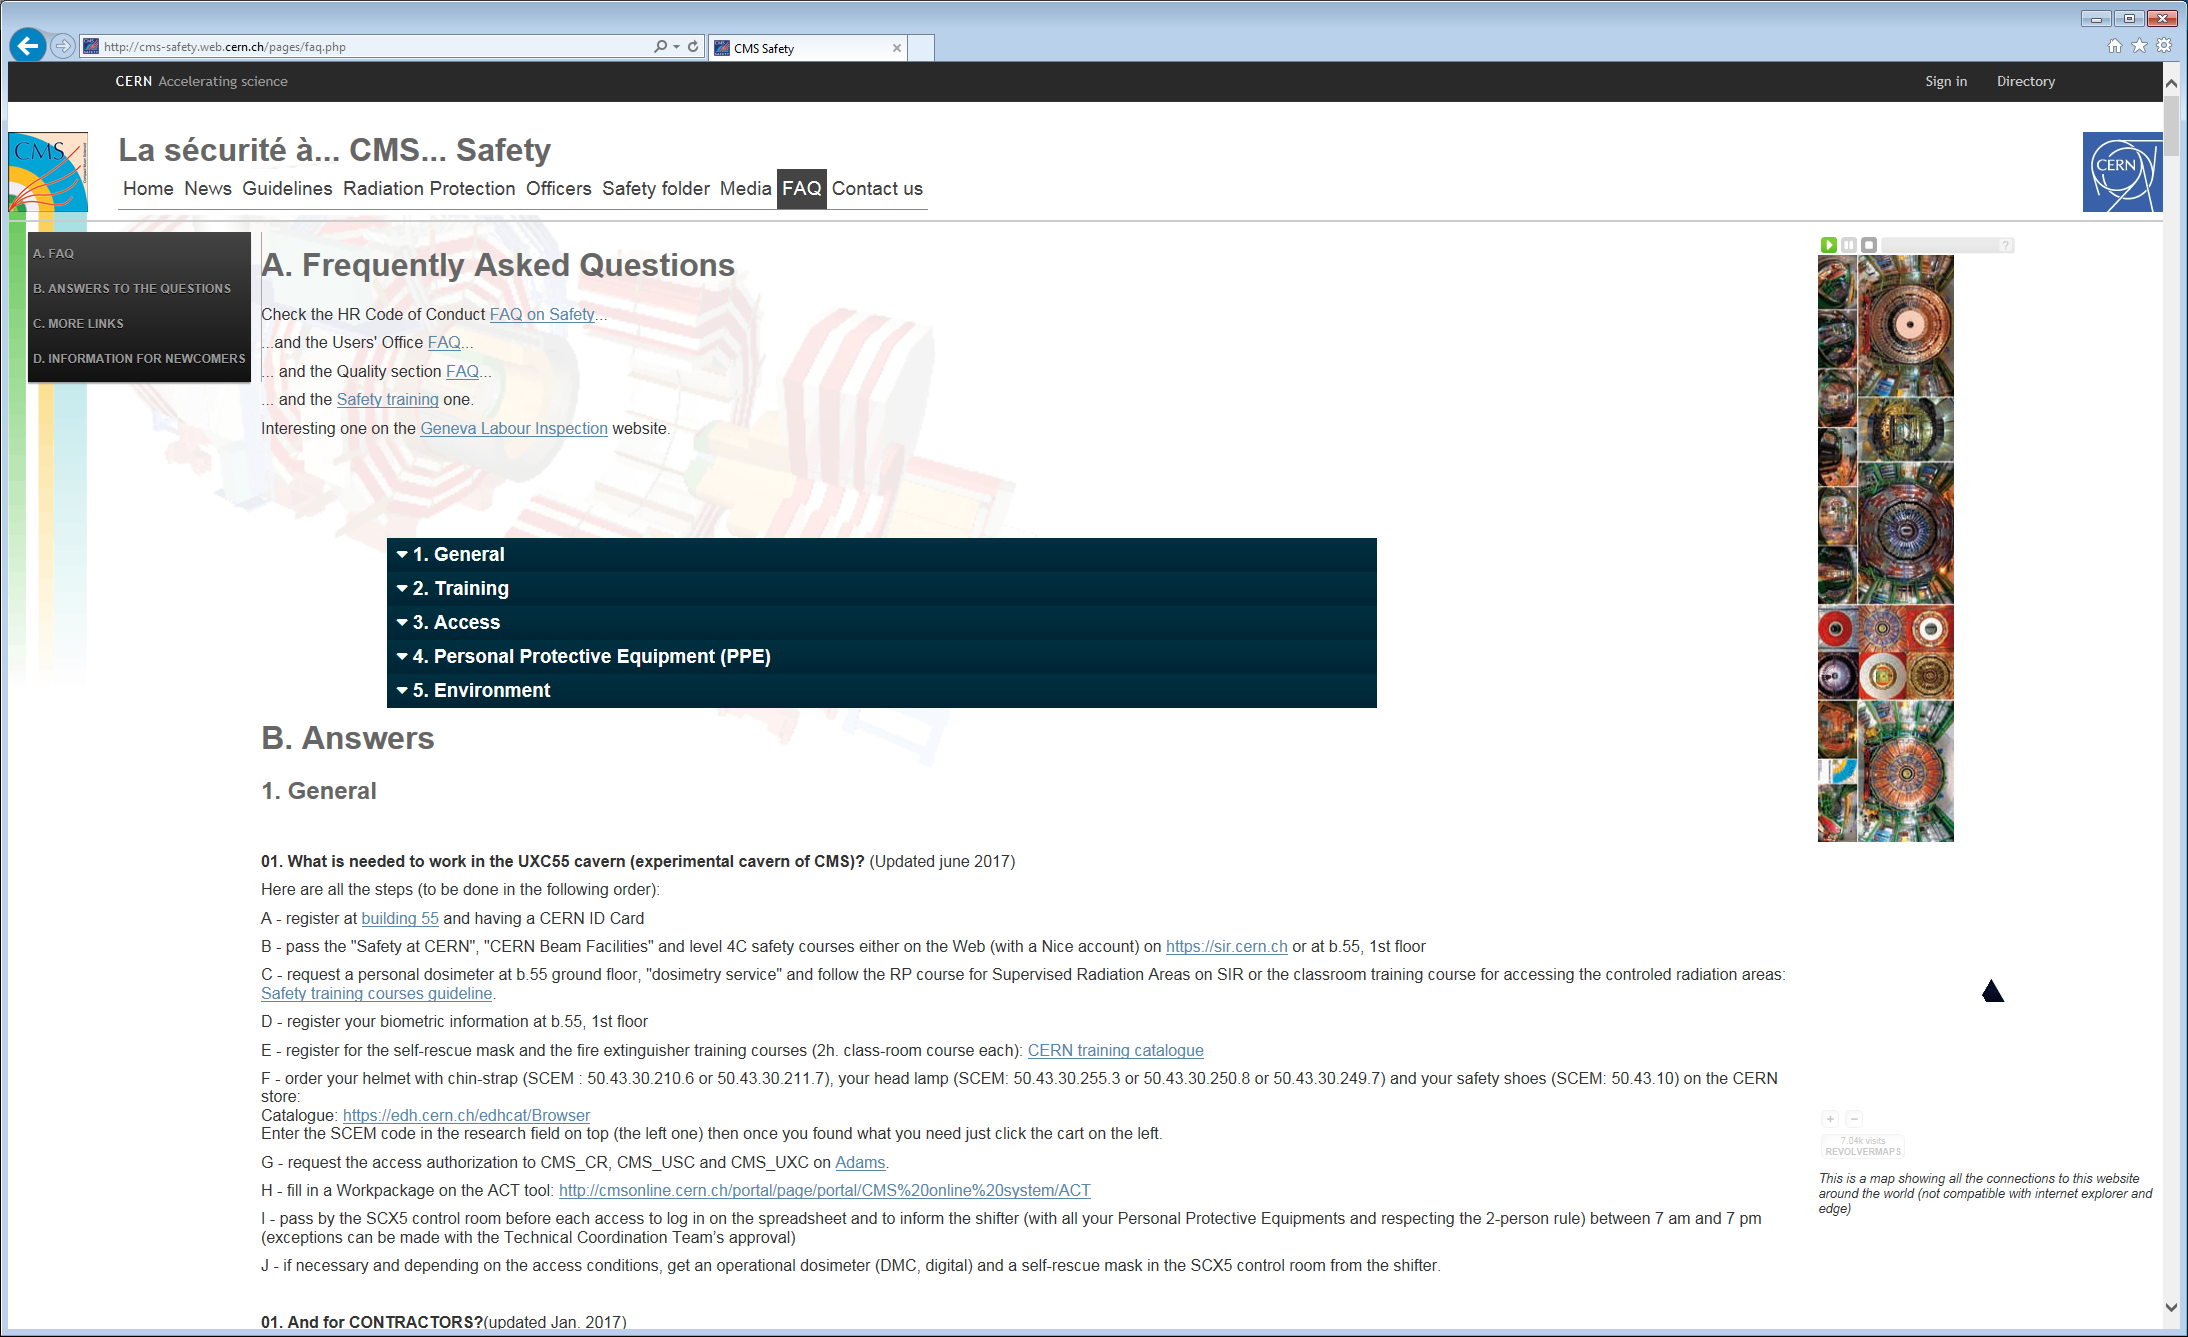 http://cms-safety.web.cern.ch/pages/faq.php
CMS Safety
CERN Accelerating science
Sign in
Directory
CMS
La sécurité à... CMS... Safety
CERN
Home News Guidelines Radiation Protection Officers Safety folder Media FAQ Contact us
A. FAQ
B. ANSWERS TO THE QUESTIONS
C. MORE LINKS
D. INFORMATION FOR NEWCOMERS
A. Frequently Asked Questions
Check the HR Code of Conduct FAQ on Safety...
...and the Users' Office FAQ...
... and the Quality section FAQ...
... and the Safety training one.
Interesting one on the Geneva Labour Inspection website.
1. General
2. Training
3. Access
4. Personal Protective Equipment (PPE)
5. Environment
B. Answers
1. General
01. What is needed to work in the UXC55 cavern (experimental cavern of CMS)? (Updated june 2017)
Here are all the steps (to be done in the following order):
A - register at building 55 and having a CERN ID Card
B - pass the "Safety at CERN", "CERN Beam Facilities" and level 4C safety courses either on the Web (with a Nice account) on https://sir.cern.ch or at b.55, 1st floor
C - request a personal dosimeter at b.55 ground floor, "dosimetry service" and follow the RP course for Supervised Radiation Areas on SIR or the classroom training course for accessing the controled radiation areas:
Safety training courses guideline.
D - register your biometric information at b.55, 1st floor
E - register for the self-rescue mask and the fire extinguisher training courses (2h. class-room course each): CERN training catalogue
F - order your helmet with chin-strap (SCEM : 50.43.30.210.6 or 50.43.30.211.7), your head lamp (SCEM: 50.43.30.255.3 or 50.43.30.250.8 or 50.43.30.249.7) and your safety shoes (SCEM: 50.43.10) on the CERN
store:
Catalogue: https://edh.cern.ch/edhcat/Browser
Enter the SCEM code in the research field on top (the left one) then once you found what you need just click the cart on the left.
G - request the access authorization to CMS_CR, CMS_USC and CMS_UXC on Adams.
H - fill in a Workpackage on the ACT tool: http://cmsonline.cern.ch/portal/page/portal/CMS%20online%20system/ACT
I - pass by the SCX5 control room before each access to log in on the spreadsheet and to inform the shifter (with all your Personal Protective Equipments and respecting the 2-person rule) between 7 am and 7 pm
(exceptions can be made with the Technical Coordination Team's approval)
J - if necessary and depending on the access conditions, get an operational dosimeter (DMC, digital) and a self-rescue mask in the SCX5 control room from the shifter.
01. And for CONTRACTORS?(updated Jan. 2017)
?
+ −
7.04k visits
REVOLVERMAPS
This is a map showing all the connections to this website
around the world (not compatible with internet explorer and
edge)